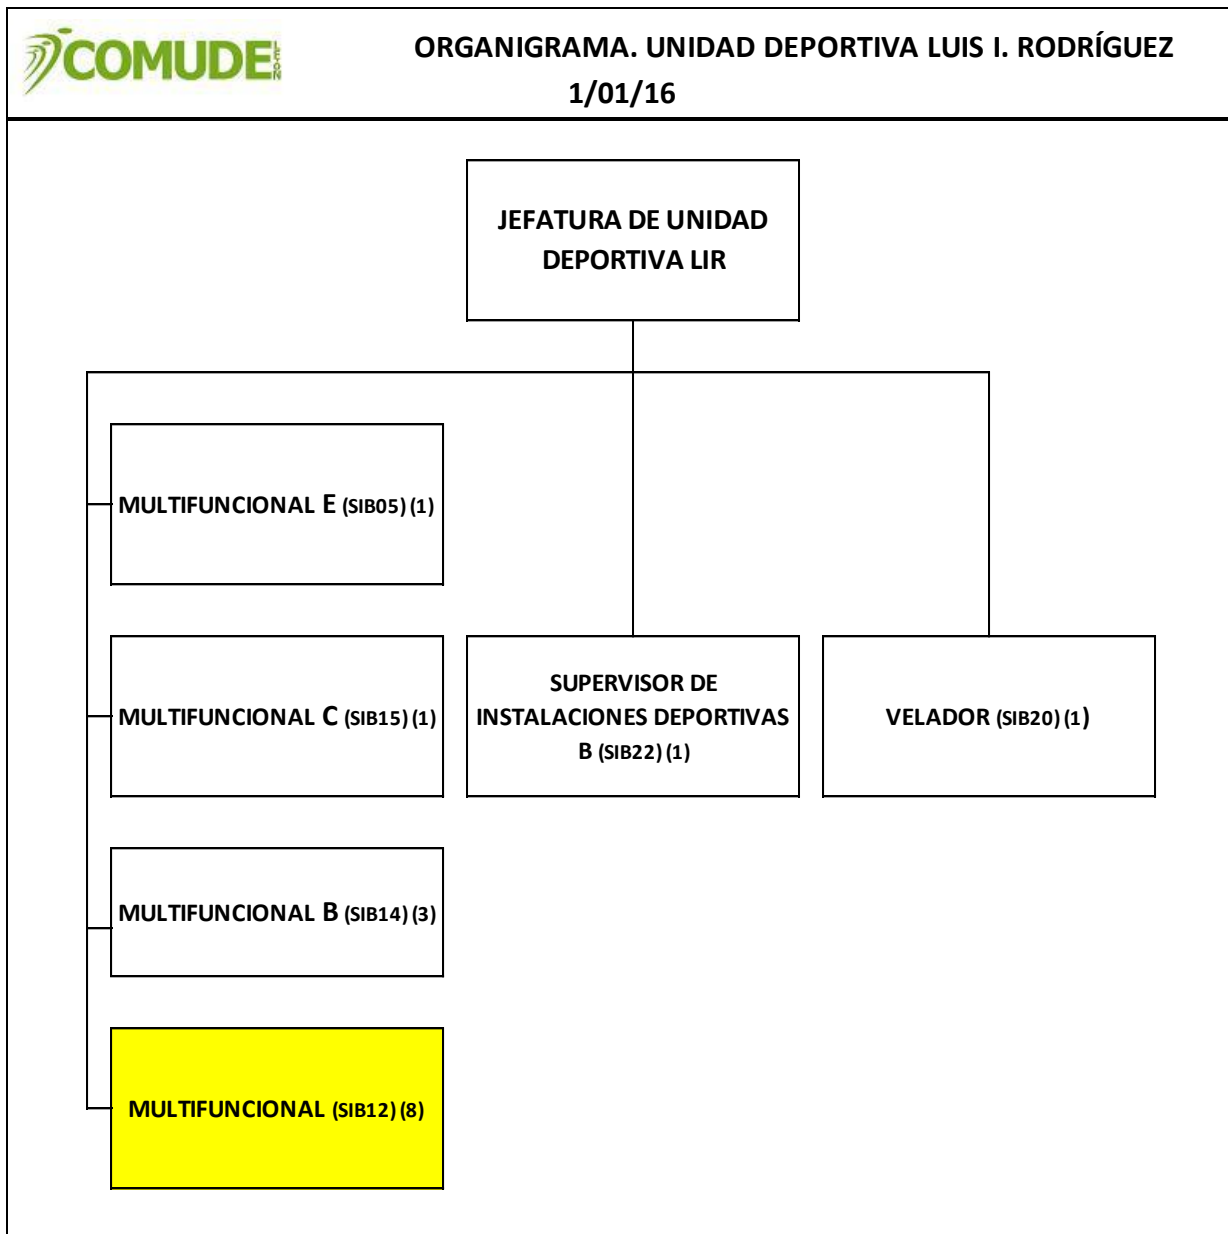 COMUDE LEON
ORGANIGRAMA. UNIDAD DEPORTIVA LUIS I. RODRÍGUEZ
1/01/16
JEFATURA DE UNIDAD
DEPORTIVA LIR
MULTIFUNCIONAL E (SIB05) (1)
MULTIFUNCIONAL C (SIB15) (1)
SUPERVISOR DE
INSTALACIONES DEPORTIVAS
B (SIB22) (1)
VELADOR (SIB20) (1)
MULTIFUNCIONAL B (SIB14) (3)
MULTIFUNCIONAL (SIB12) (8)